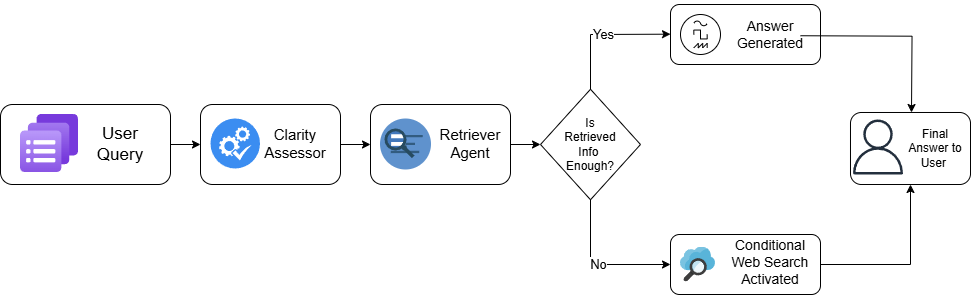 User
Query
Clarity
Assessor
Retriever
Agent
Is
Retrieved
Info
Enough?
Yes
Answer
Generated
No
Conditional
Web Search
Activated
Final
Answer to
User